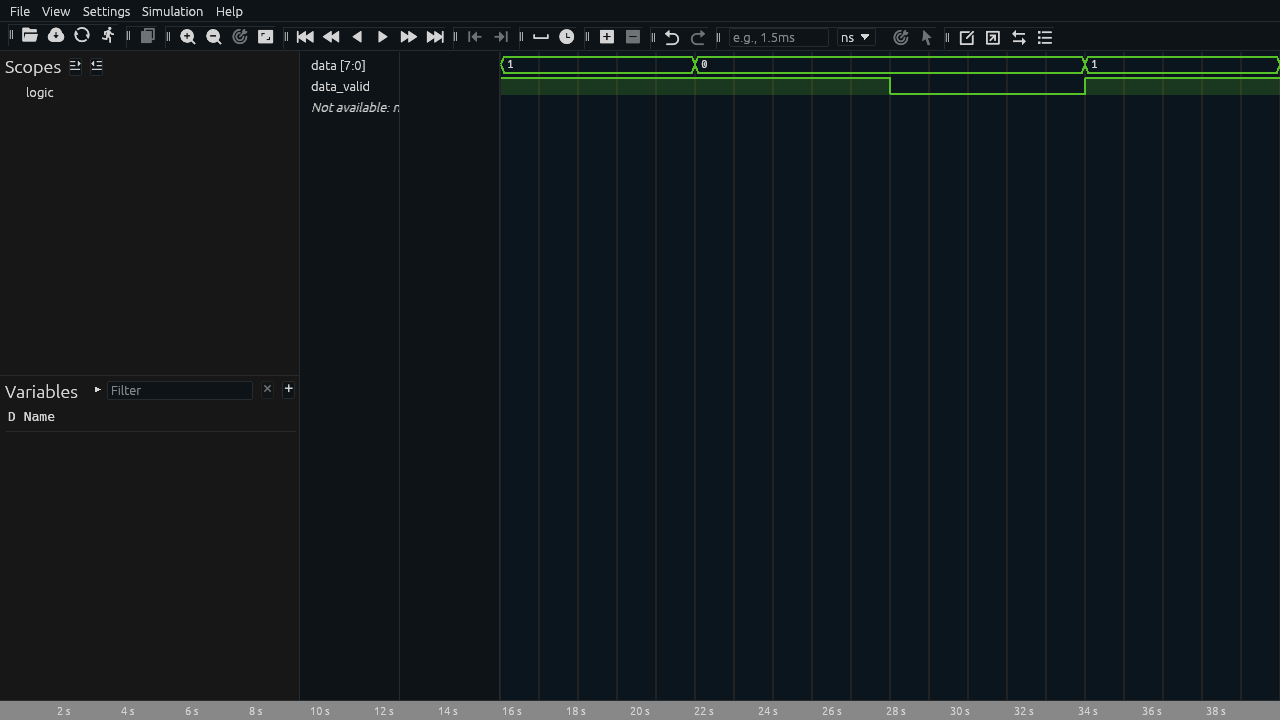 File View Settings Simulation Help
e.g., 1.5ms ns
Scopes
logic
data [7:0]
data_valid
Not available: r
1 0 1
Variables Filter
D Name
2 s 4 s 6 s 8 s 10 s 12 s 14 s 16 s 18 s 20 s 22 s 24 s 26 s 28 s 30 s 32 s 34 s 36 s 38 s